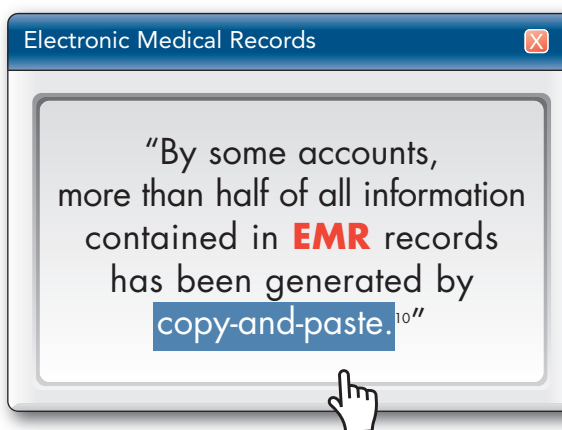 Electronic Medical Records X
“By some accounts,
more than half of all information
contained in EMR records
has been generated by
copy-and-paste.¹⁰”